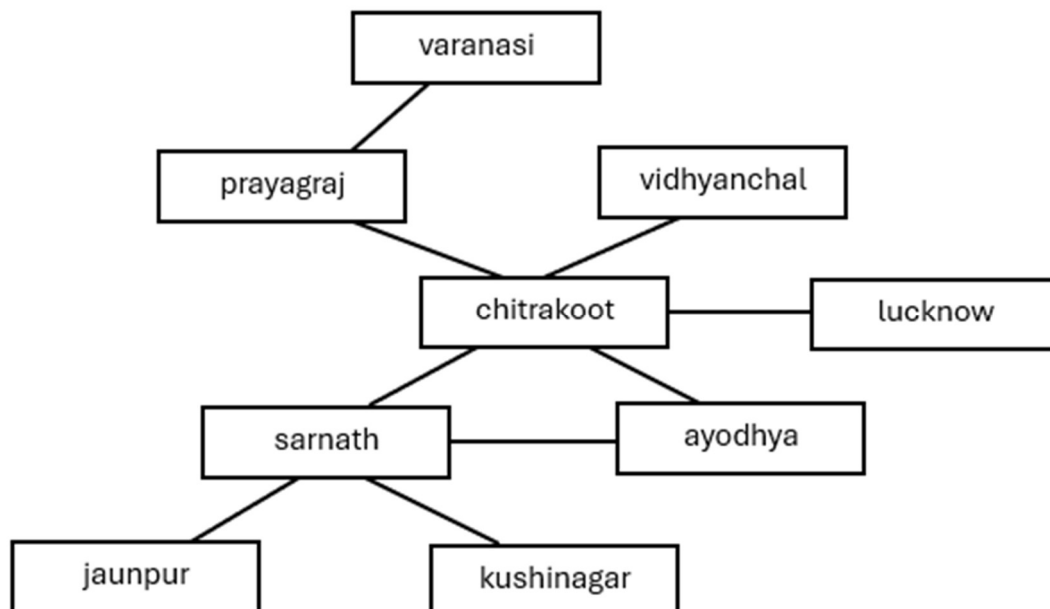 varanasi
prayagraj
vidhyanchal
chitrakoot
lucknow
sarnath
ayodhya
jaunpur
kushinagar